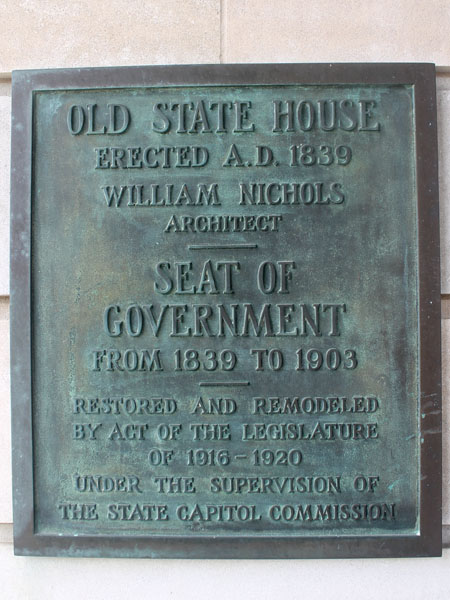 OLD STATE HOUSE
ERECTED A.D. 1839
WILLIAM NICHOLS
ARCHITECT
SEAT OF
GOVERNMENT
FROM 1839 TO 1903
RESTORED AND REMODELED
BY ACT OF THE LEGISLATURE
OF 1916-1920
UNDER THE SUPERVISION OF
THE STATE CAPITOL COMMISSION